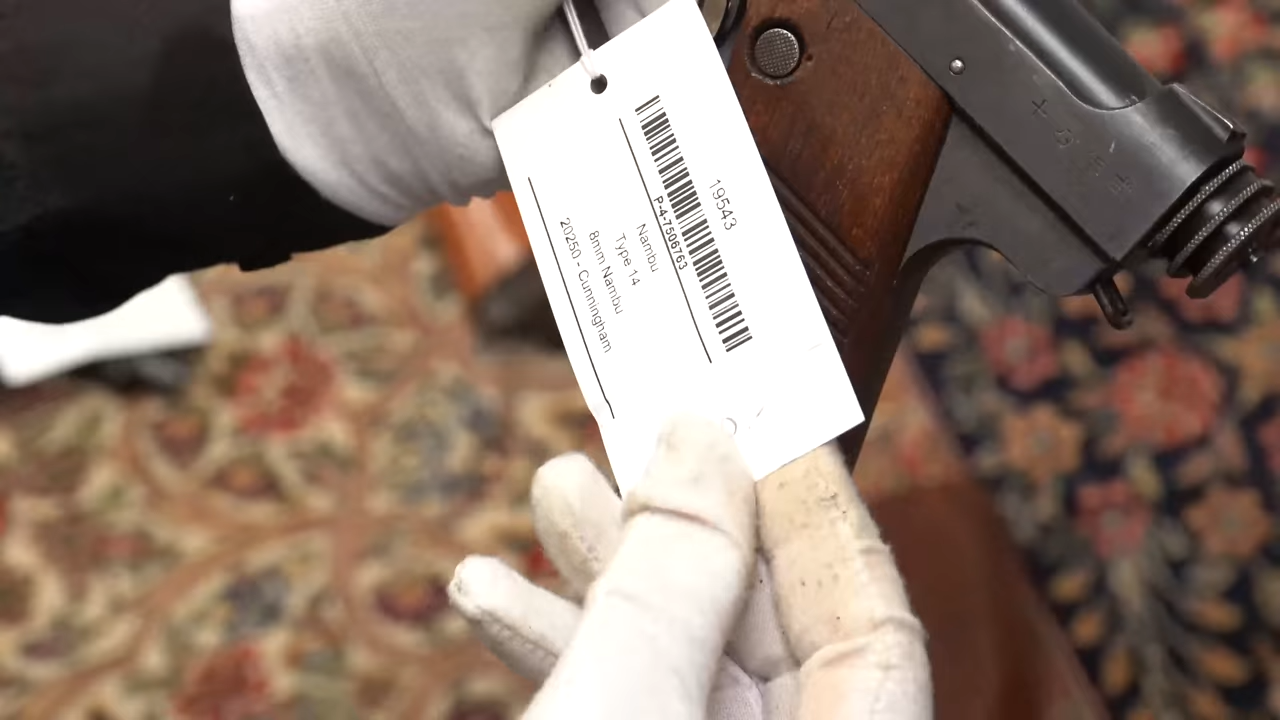 19543
P-4-7506763
Nambu
Type 14
8mm Nambu
20250 - Cunningham